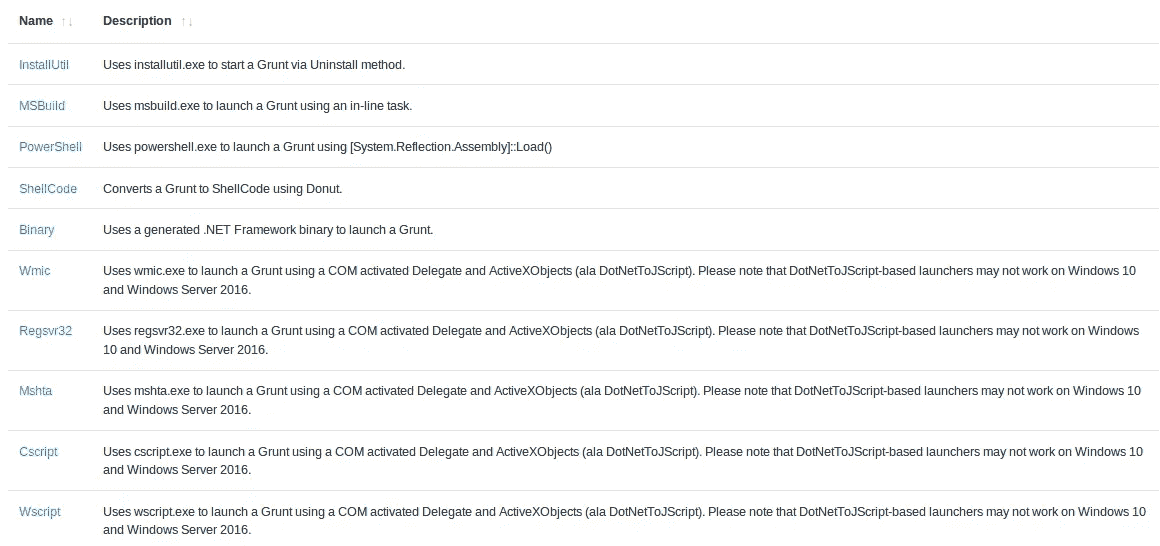 Name ↑↓ Description ↑↓
InstallUtil Uses installutil.exe to start a Grunt via Uninstall method.
MSBuild Uses msbuild.exe to launch a Grunt using an in-line task.
PowerShell Uses powershell.exe to launch a Grunt using [System.Reflection.Assembly]::Load()
ShellCode Converts a Grunt to ShellCode using Donut.
Binary Uses a generated .NET Framework binary to launch a Grunt.
Wmic Uses wmic.exe to launch a Grunt using a COM activated Delegate and ActiveXObjects (ala DotNetToJScript). Please note that DotNetToJScript-based launchers may not work on Windows 10
and Windows Server 2016.
Regsvr32 Uses regsvr32.exe to launch a Grunt using a COM activated Delegate and ActiveXObjects (ala DotNetToJScript). Please note that DotNetToJScript-based launchers may not work on Windows
10 and Windows Server 2016.
Mshta Uses mshta.exe to launch a Grunt using a COM activated Delegate and ActiveXObjects (ala DotNetToJScript). Please note that DotNetToJScript-based launchers may not work on Windows 10
and Windows Server 2016.
Cscript Uses cscript.exe to launch a Grunt using a COM activated Delegate and ActiveXObjects (ala DotNetToJScript). Please note that DotNetToJScript-based launchers may not work on Windows 10
and Windows Server 2016.
Wscript Uses wscript.exe to launch a Grunt using a COM activated Delegate and ActiveXObjects (ala DotNetToJScript). Please note that DotNetToJScript-based launchers may not work on Windows 10
and Windows Server 2016.